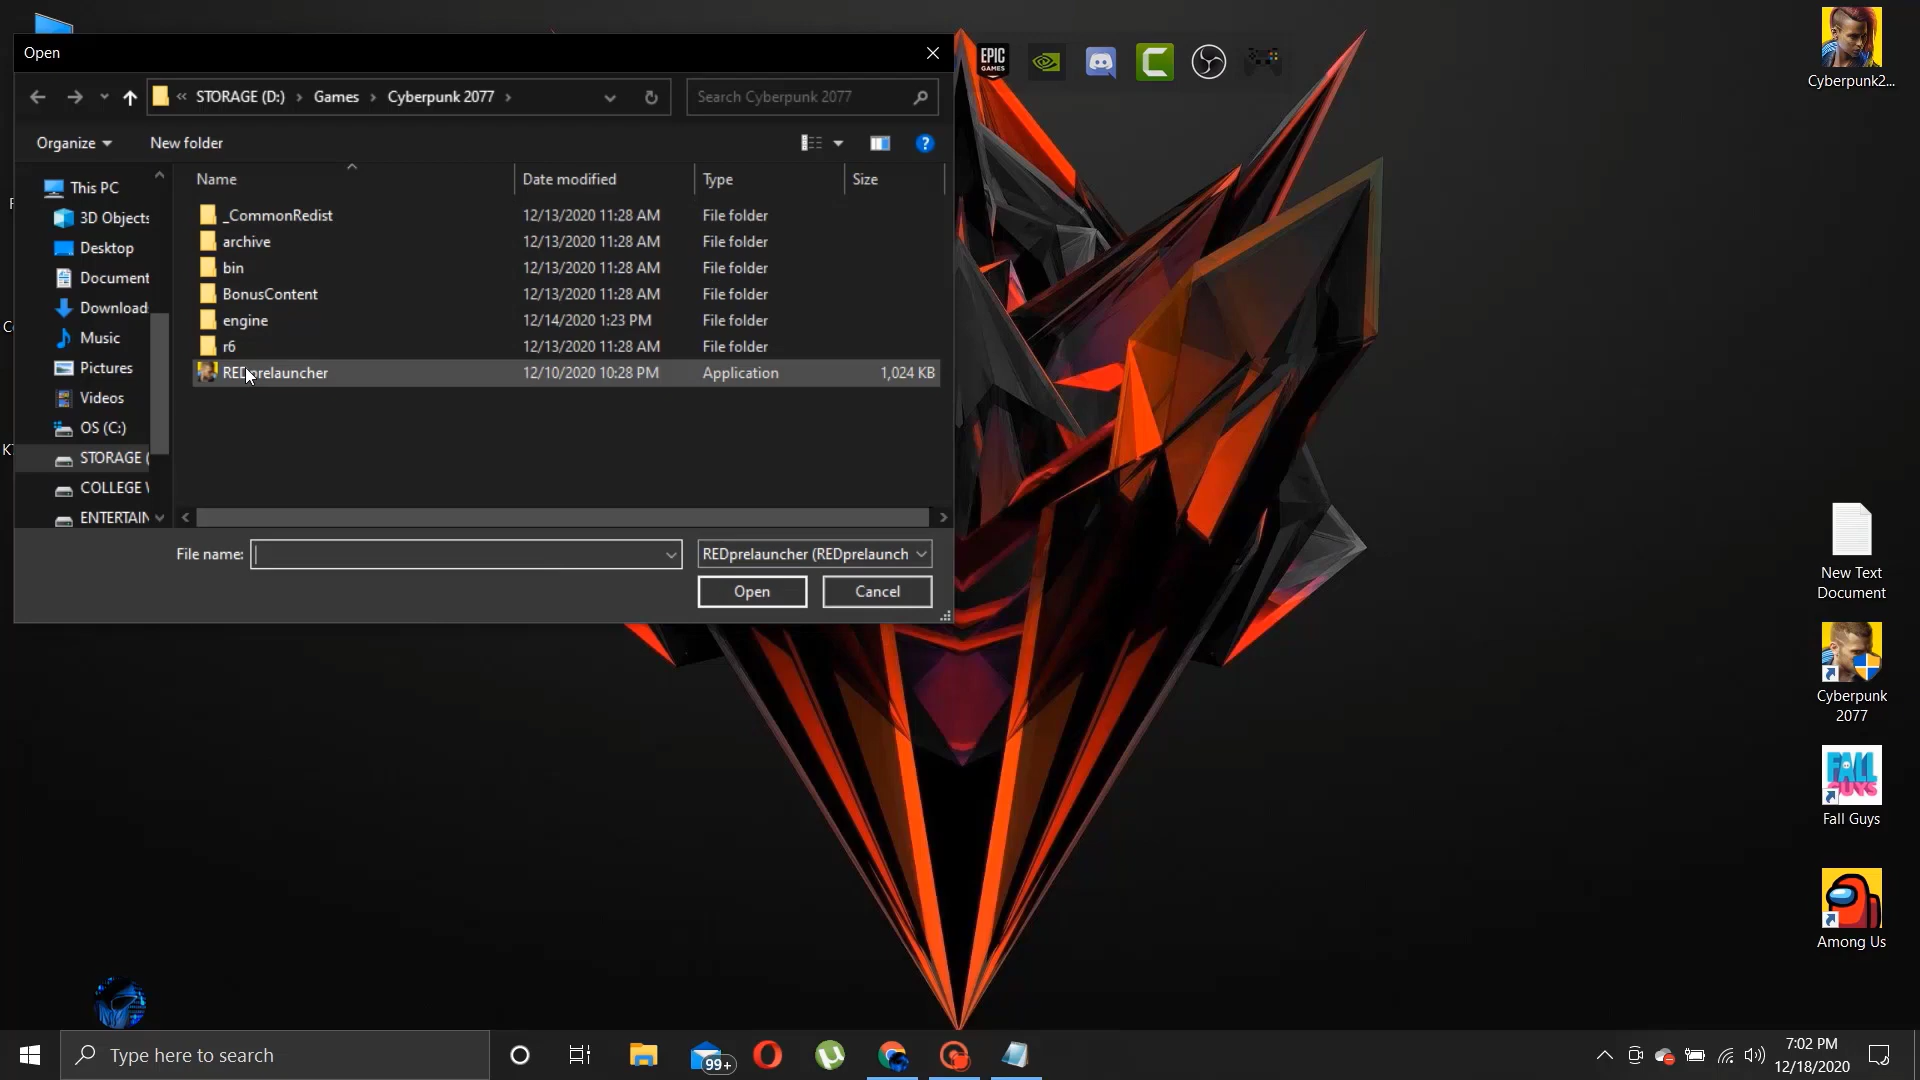 Open
EPIC
GAMES
Cyberpunk2...
« STORAGE (D:) › Games › Cyberpunk 2077 ›
Search Cyberpunk 2077
Organize
New folder
Name
Date modified
Type
Size
This PC
3D Objects
Desktop
Document
Download
Music
Pictures
Videos
OS (C:)
STORAGE (
COLLEGE
ENTERTAIN
_CommonRedist 12/13/2020 11:28 AM File folder
archive 12/13/2020 11:28 AM File folder
bin 12/13/2020 11:28 AM File folder
BonusContent 12/13/2020 11:28 AM File folder
engine 12/14/2020 1:23 PM File folder
r6 12/13/2020 11:28 AM File folder
REDprelauncher 12/10/2020 10:28 PM Application 1,024 KB
File name:
REDprelauncher (REDprelaunch
Open
Cancel
New Text
Document
Cyberpunk
2077
FALL
GUYS
Fall Guys
Among Us
Type here to search
99+
7:02 PM
12/18/2020